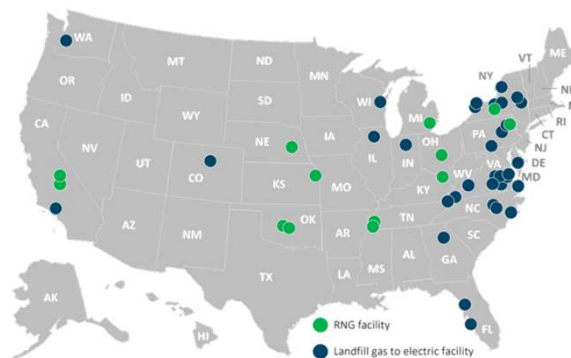 WA
MT
ND
MN
VT
ME
OR
ID
SD
WI
NY
MI
WY
RI
CA
NV
NE
IA
PA
CT
NJ
UT
CO
IL
IN
OH
DE
KS
MO
KY
WV
VA
MD
AZ
NM
OK
AR
TN
NC
TX
LA
MS
AL
GA
SC
AK
HI
FL
RNG facility
Landfill gas to electric facility